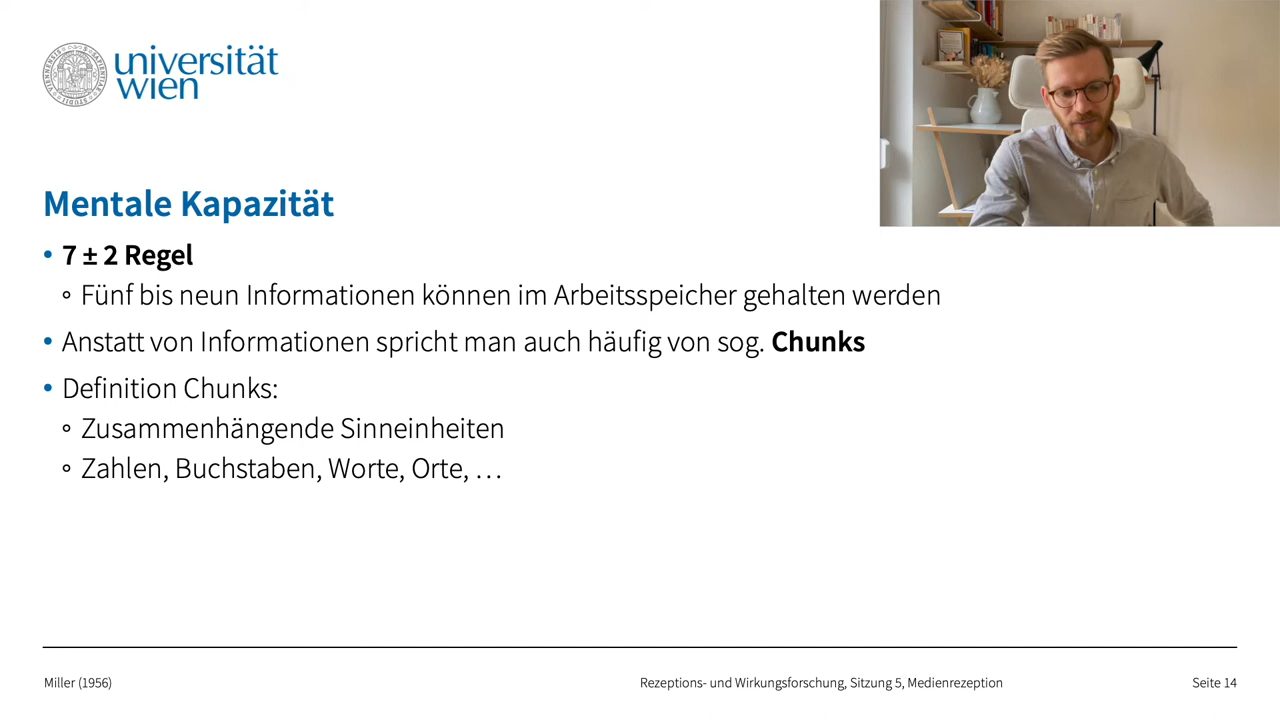 universität
wien
Mentale Kapazität
• 7 ± 2 Regel
◦ Fünf bis neun Informationen können im Arbeitsspeicher gehalten werden
• Anstatt von Informationen spricht man auch häufig von sog. Chunks
• Definition Chunks:
◦ Zusammenhängende Sinneinheiten
◦ Zahlen, Buchstaben, Worte, Orte, …
Miller (1956)
Rezeptions- und Wirkungsforschung, Sitzung 5, Medienrezeption
Seite 14